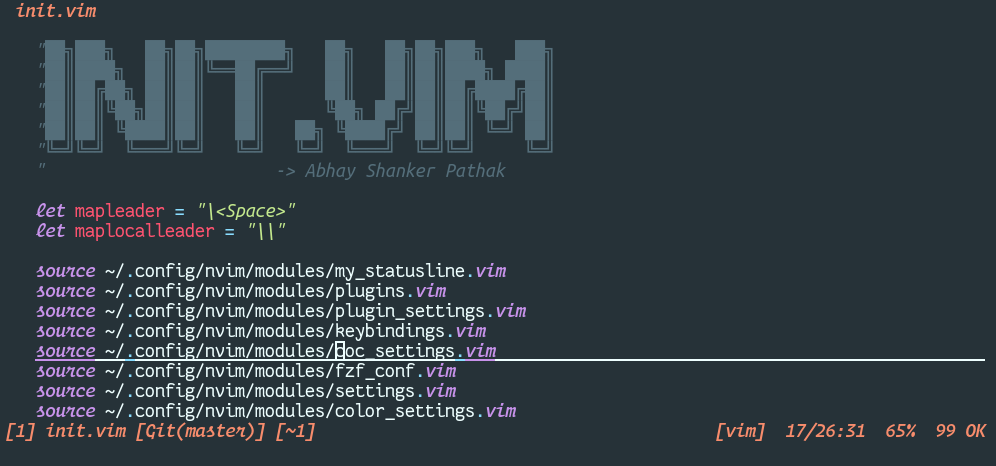 init.vim
INIT.VIM
" -> Abhay Shanker Pathak
let mapleader = "\<Space>"
let maplocalleader = "\\"
source ~/.config/nvim/modules/my_statusline.vim
source ~/.config/nvim/modules/plugins.vim
source ~/.config/nvim/modules/plugin_settings.vim
source ~/.config/nvim/modules/keybindings.vim
source ~/.config/nvim/modules/coc_settings.vim
source ~/.config/nvim/modules/fzf_conf.vim
source ~/.config/nvim/modules/settings.vim
source ~/.config/nvim/modules/color_settings.vim
[1] init.vim [Git(master)] [~1] [vim] 17/26:31 65% 99 OK